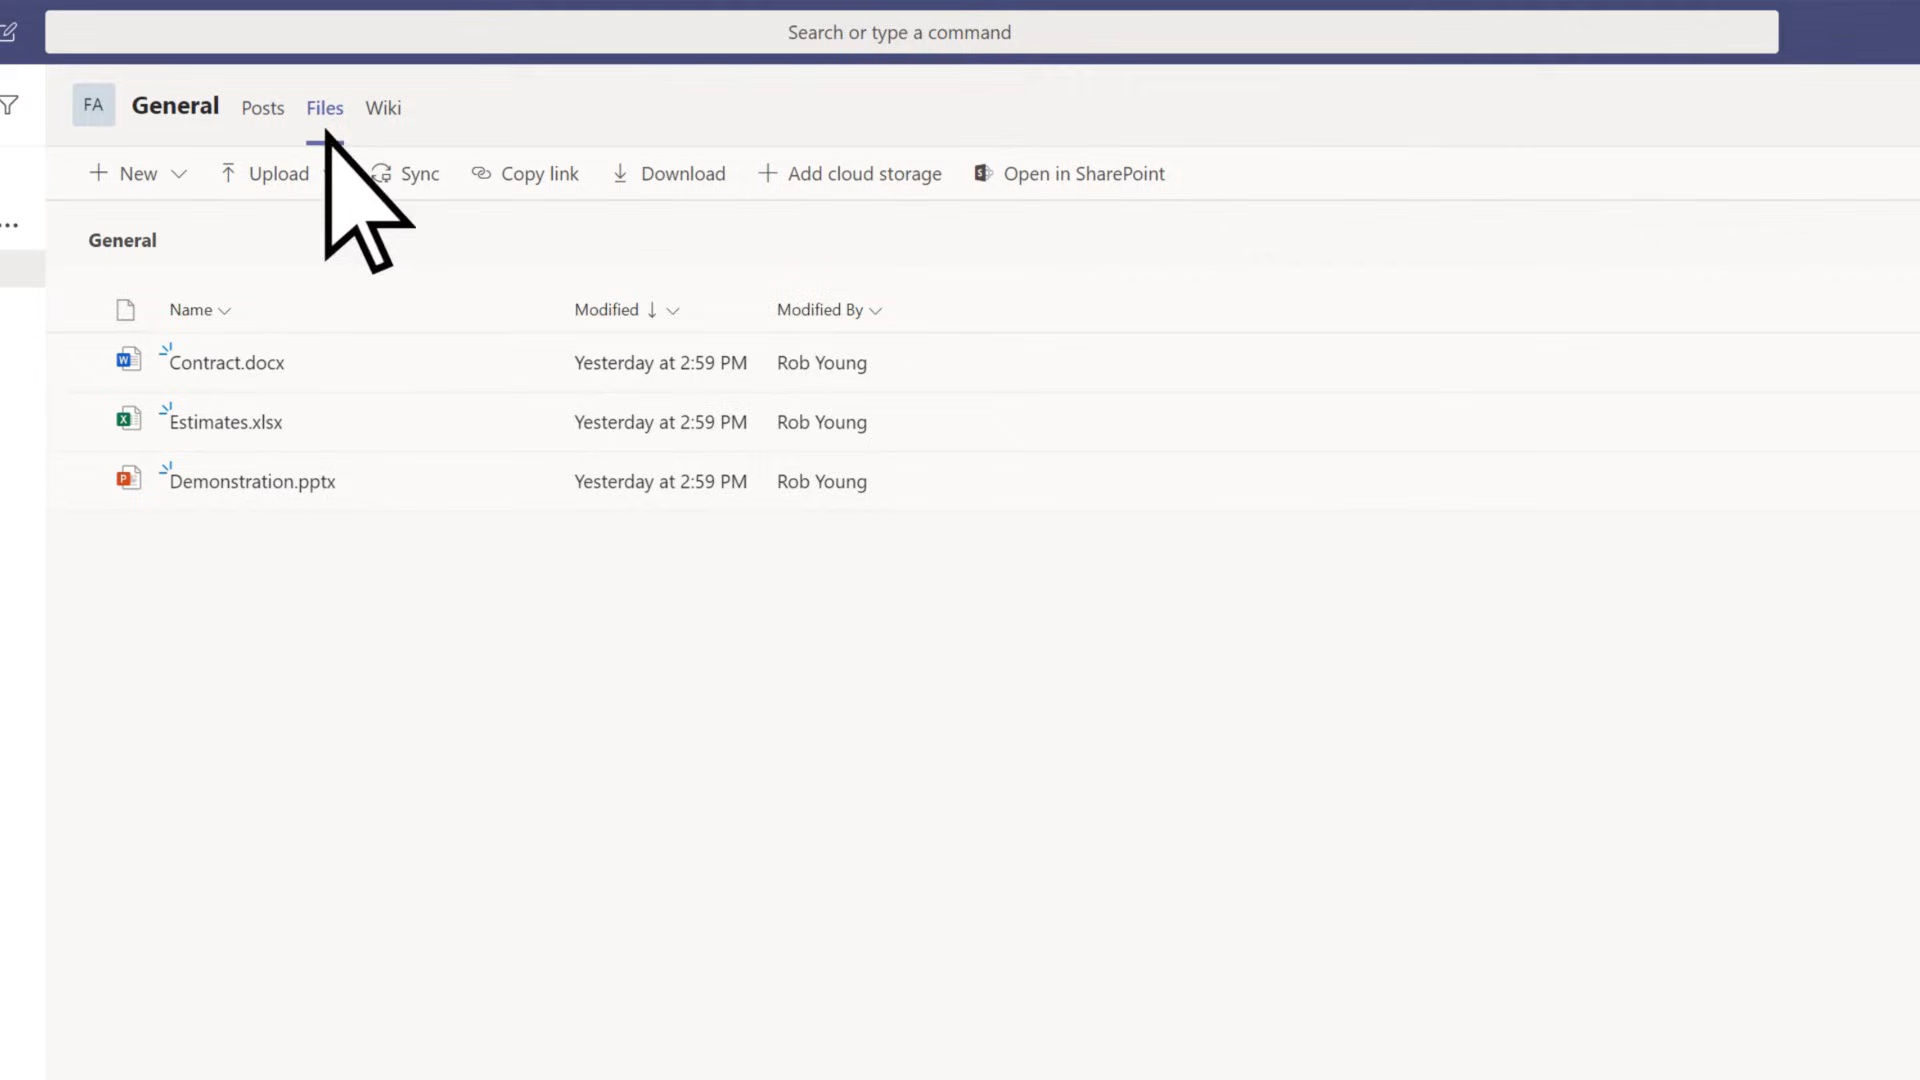 Search or type a command
FA General Posts Files Wiki
New Upload Sync Copy link Download Add cloud storage Open in SharePoint
General
Name Modified Modified By
Contract.docx Yesterday at 2:59 PM Rob Young
Estimates.xlsx Yesterday at 2:59 PM Rob Young
Demonstration.pptx Yesterday at 2:59 PM Rob Young